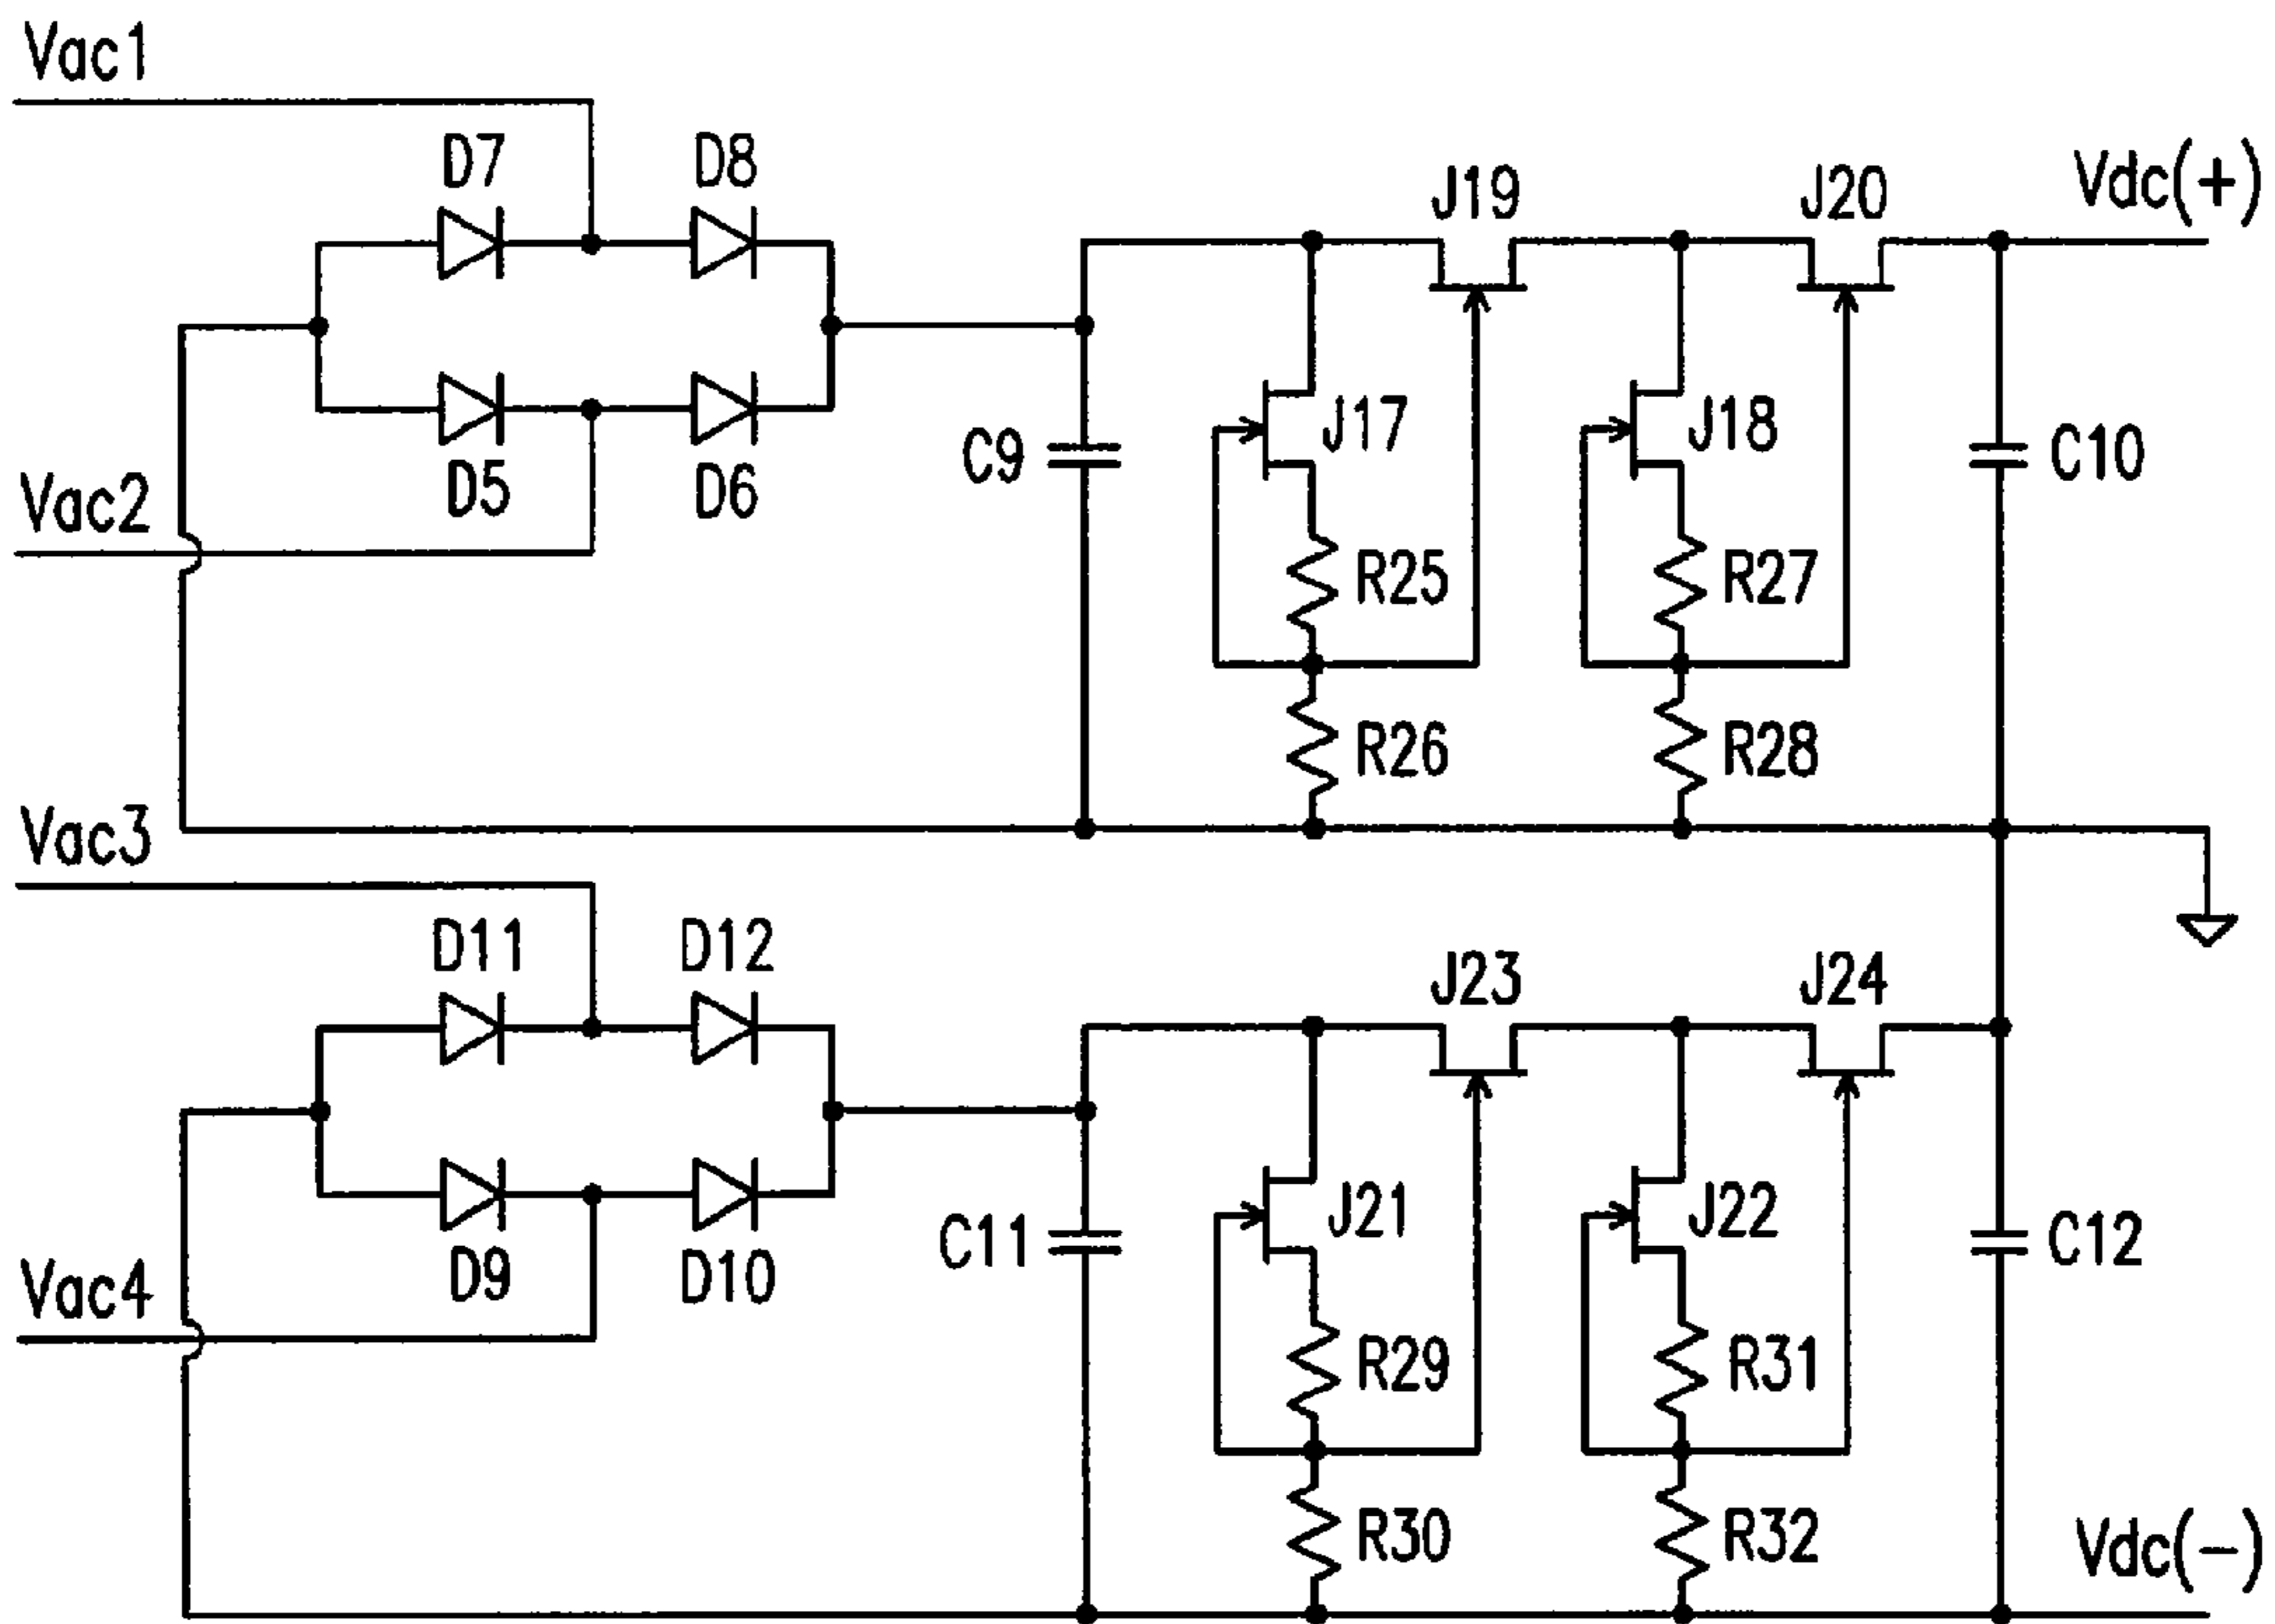 Vac1
D7
D8
J19
J20
Vdc(+)
J17
J18
C9
C10
D5
D6
Vac2
R25
R27
R26
R28
Vac3
D11
D12
J23
J24
J21
J22
C11
C12
D9
D10
Vac4
R29
R31
R30
R32
Vdc(-)